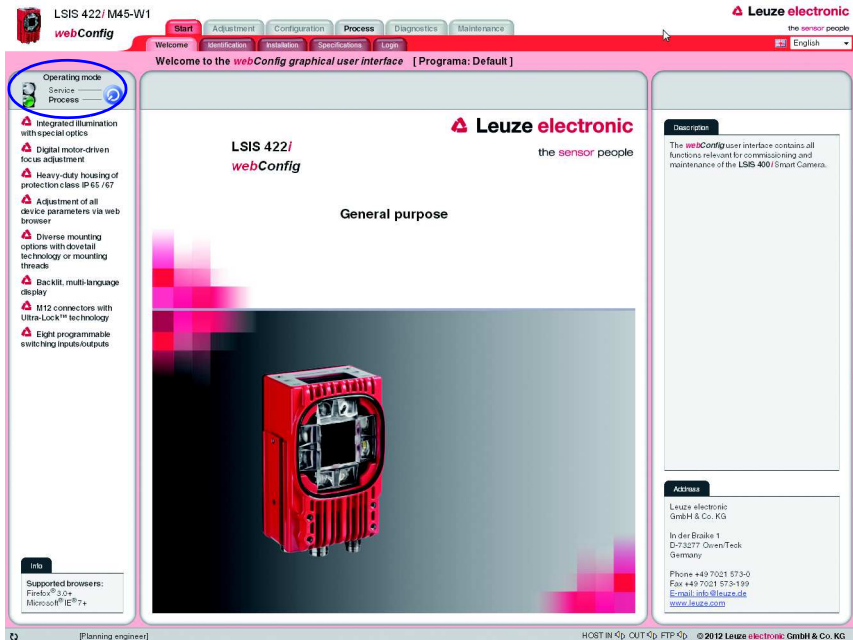 LSIS 422i M45-W1
webConfig
Start Adjustment Configuration Process Diagnostics Maintenance
Welcome Identification Installation Specifications Login
Leuze electronic
the sensor people
English
Welcome to the webConfig graphical user interface [ Programa: Default ]
Operating mode
Service
Process
Integrated illumination
with special optics
Digital motor-driven
focus adjustment
Heavy-duty housing of
protection class IP 65 / 67
Adjustment of all
device parameters via web
browser
Diverse mounting
options with dovetail
technology or mounting
threads
Backlit, multi-language
display
M12 connectors with
Ultra-Lock™ technology
Eight programmable
switching inputs/outputs
Info
Supported browsers:
Firefox® 3.0+
Microsoft® IE® 7+
Leuze electronic
the sensor people
LSIS 422i
webConfig
General purpose
Description
The webConfig user interface contains all
functions relevant for commissioning and
maintenance of the LSIS 400i Smart Camera.
Address
Leuze electronic
GmbH & Co. KG
In der Braike 1
D-73277 Owen/Teck
Germany
Phone +49 7021 573-0
Fax +49 7021 573-199
E-mail: info@leuze.de
www.leuze.com
[Planning engineer]
HOST IN OUT FTP © 2012 Leuze electronic GmbH & Co. KG